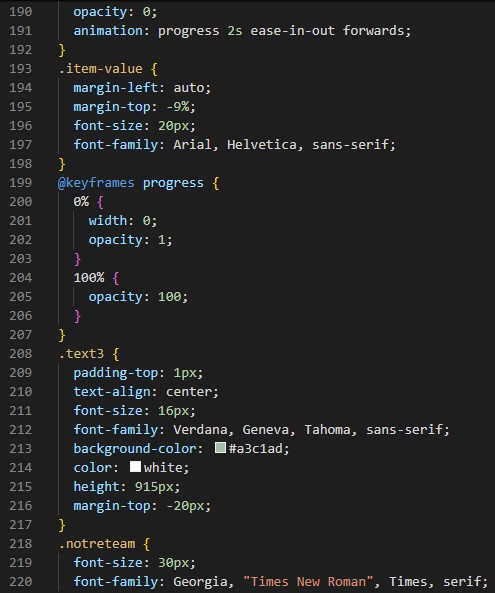 190 opacity: 0;
191 animation: progress 2s ease-in-out forwards;
192 }
193 .item-value {
194 margin-left: auto;
195 margin-top: -9%;
196 font-size: 20px;
197 font-family: Arial, Helvetica, sans-serif;
198 }
199 @keyframes progress {
200 0% {
201 width: 0;
202 opacity: 1;
203 }
204 100% {
205 opacity: 100;
206 }
207 }
208 .text3 {
209 padding-top: 1px;
210 text-align: center;
211 font-size: 16px;
212 font-family: Verdana, Geneva, Tahoma, sans-serif;
213 background-color: #a3c1ad;
214 color: white;
215 height: 915px;
216 margin-top: -20px;
217 }
218 .notreteam {
219 font-size: 30px;
220 font-family: Georgia, "Times New Roman", Times, serif;